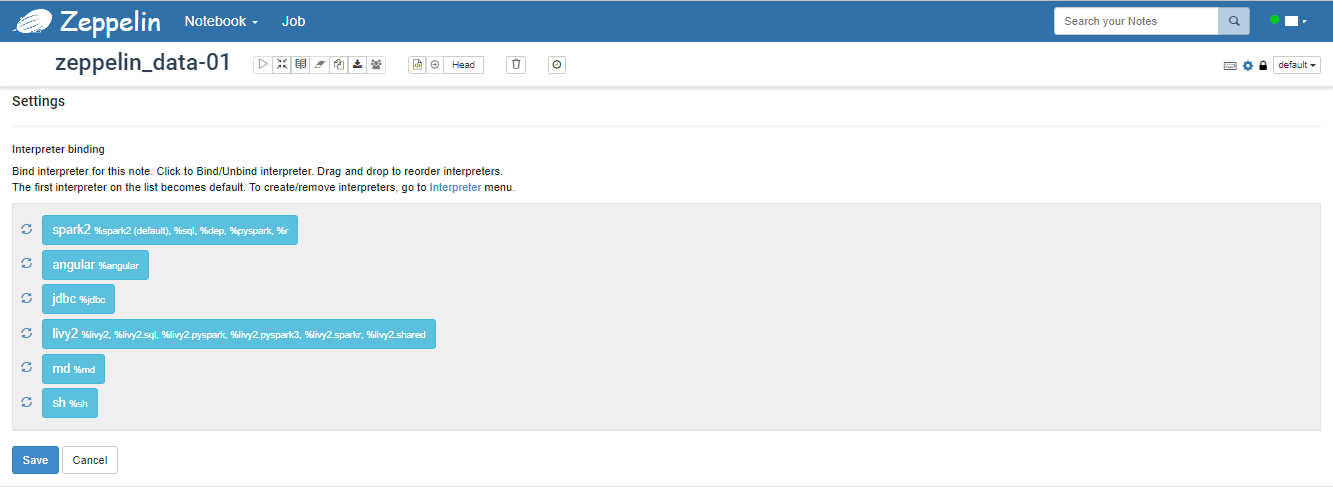 Zeppelin Notebook Job Search your Notes
zeppelin_data-01 Head default
Settings
Interpreter binding
Bind interpreter for this note. Click to Bind/Unbind interpreter. Drag and drop to reorder interpreters.
The first interpreter on the list becomes default. To create/remove interpreters, go to Interpreter menu.
spark2 %spark2 (default), %sql, %dep, %pyspark, %r
angular %angular
jdbc %jdbc
livy2 %livy2, %livy2.sql, %livy2.pyspark, %livy2.pyspark3, %livy2.sparkr, %livy2.shared
md %md
sh %sh
Save Cancel